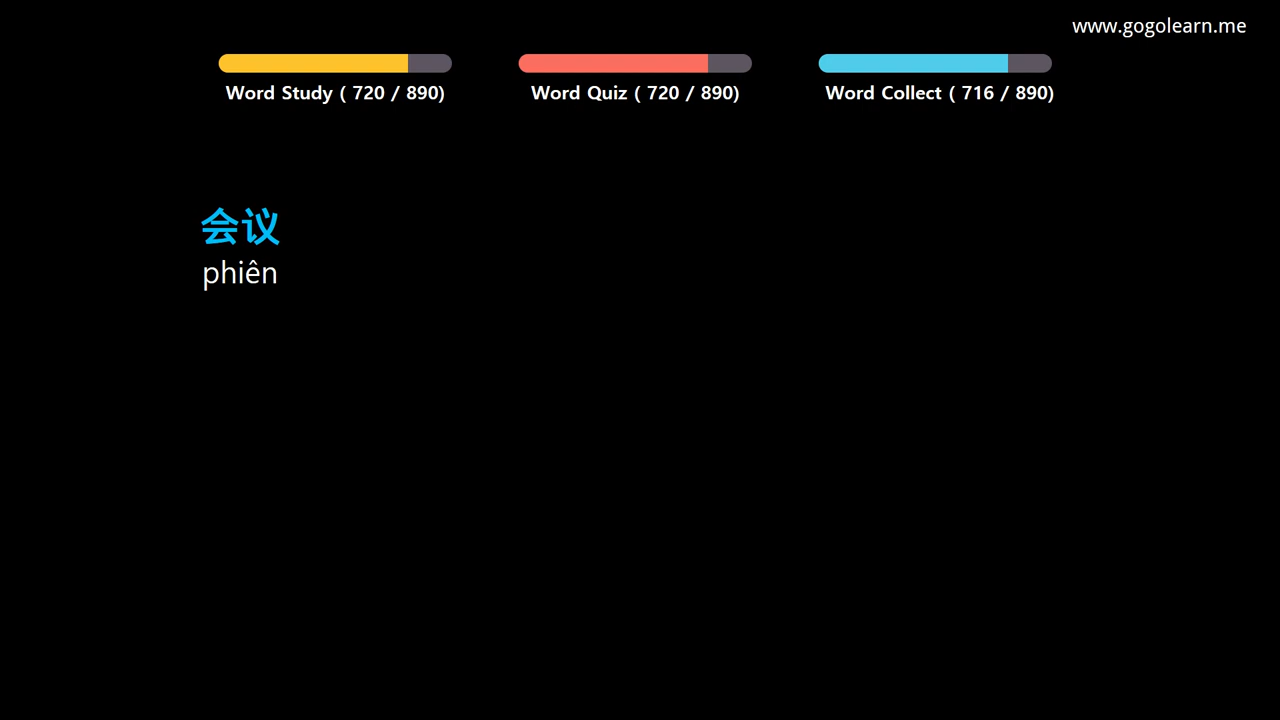 www.gogolearn.me
Word Study ( 720 / 890)
Word Quiz ( 720 / 890)
Word Collect ( 716 / 890)
会议
phiên